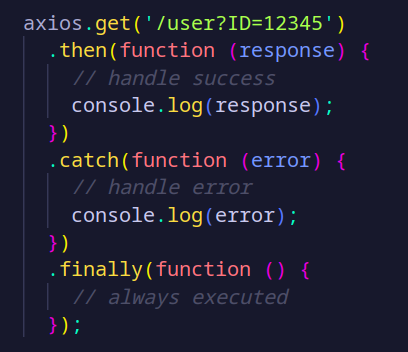 axios.get('/user?ID=12345')
  .then(function (response) {
    // handle success
    console.log(response);
  })
  .catch(function (error) {
    // handle error
    console.log(error);
  })
  .finally(function () {
    // always executed
  });